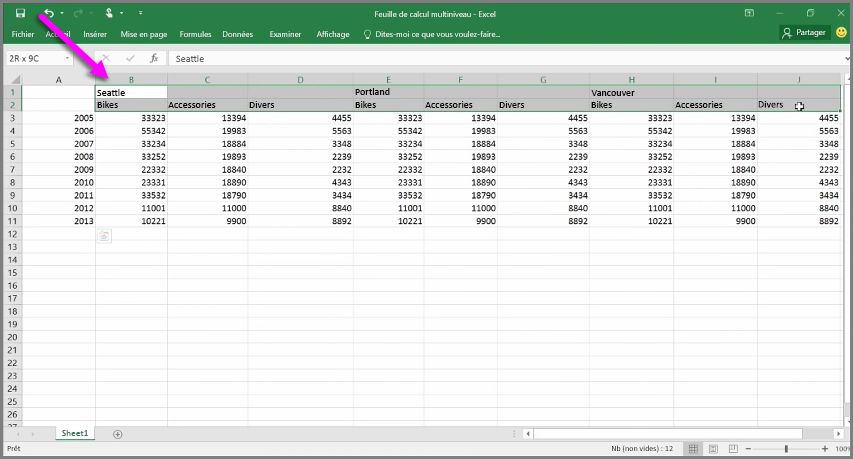 Feuille de calcul multiniveau - Excel
Fichier Accueil Insérer Mise en page Formules Données Examiner Affichage Dites-moi ce que vous voulez-faire... Partager
2R x 9C fx Seattle
A B C D E F G H I J
1 Seattle Portland Vancouver
2 Bikes Accessories Divers Bikes Accessories Divers Bikes Accessories Divers
3 2005 33323 13394 4455 33323 13394 4455 33323 13394 4455
4 2006 55342 19983 5563 55342 19983 5563 55342 19983 5563
5 2007 33234 18884 3348 33234 18884 3348 33234 18884 3348
6 2008 33252 19893 2239 33252 19893 2239 33252 19893 2239
7 2009 22332 18840 2232 22332 18840 2232 22332 18840 2232
8 2010 23331 18890 4343 23331 18890 4343 23331 18890 4343
9 2011 33532 18790 3434 33532 18790 3434 33532 18790 3434
10 2012 11001 11000 8840 11001 11000 8840 11001 11000 8840
11 2013 10221 9900 8892 10221 9900 8892 10221 9900 8892
12
13
14
15
16
17
18
19
20
21
22
23
24
25
26
27
Sheet1
Prêt Nb (non vides) : 12 100%